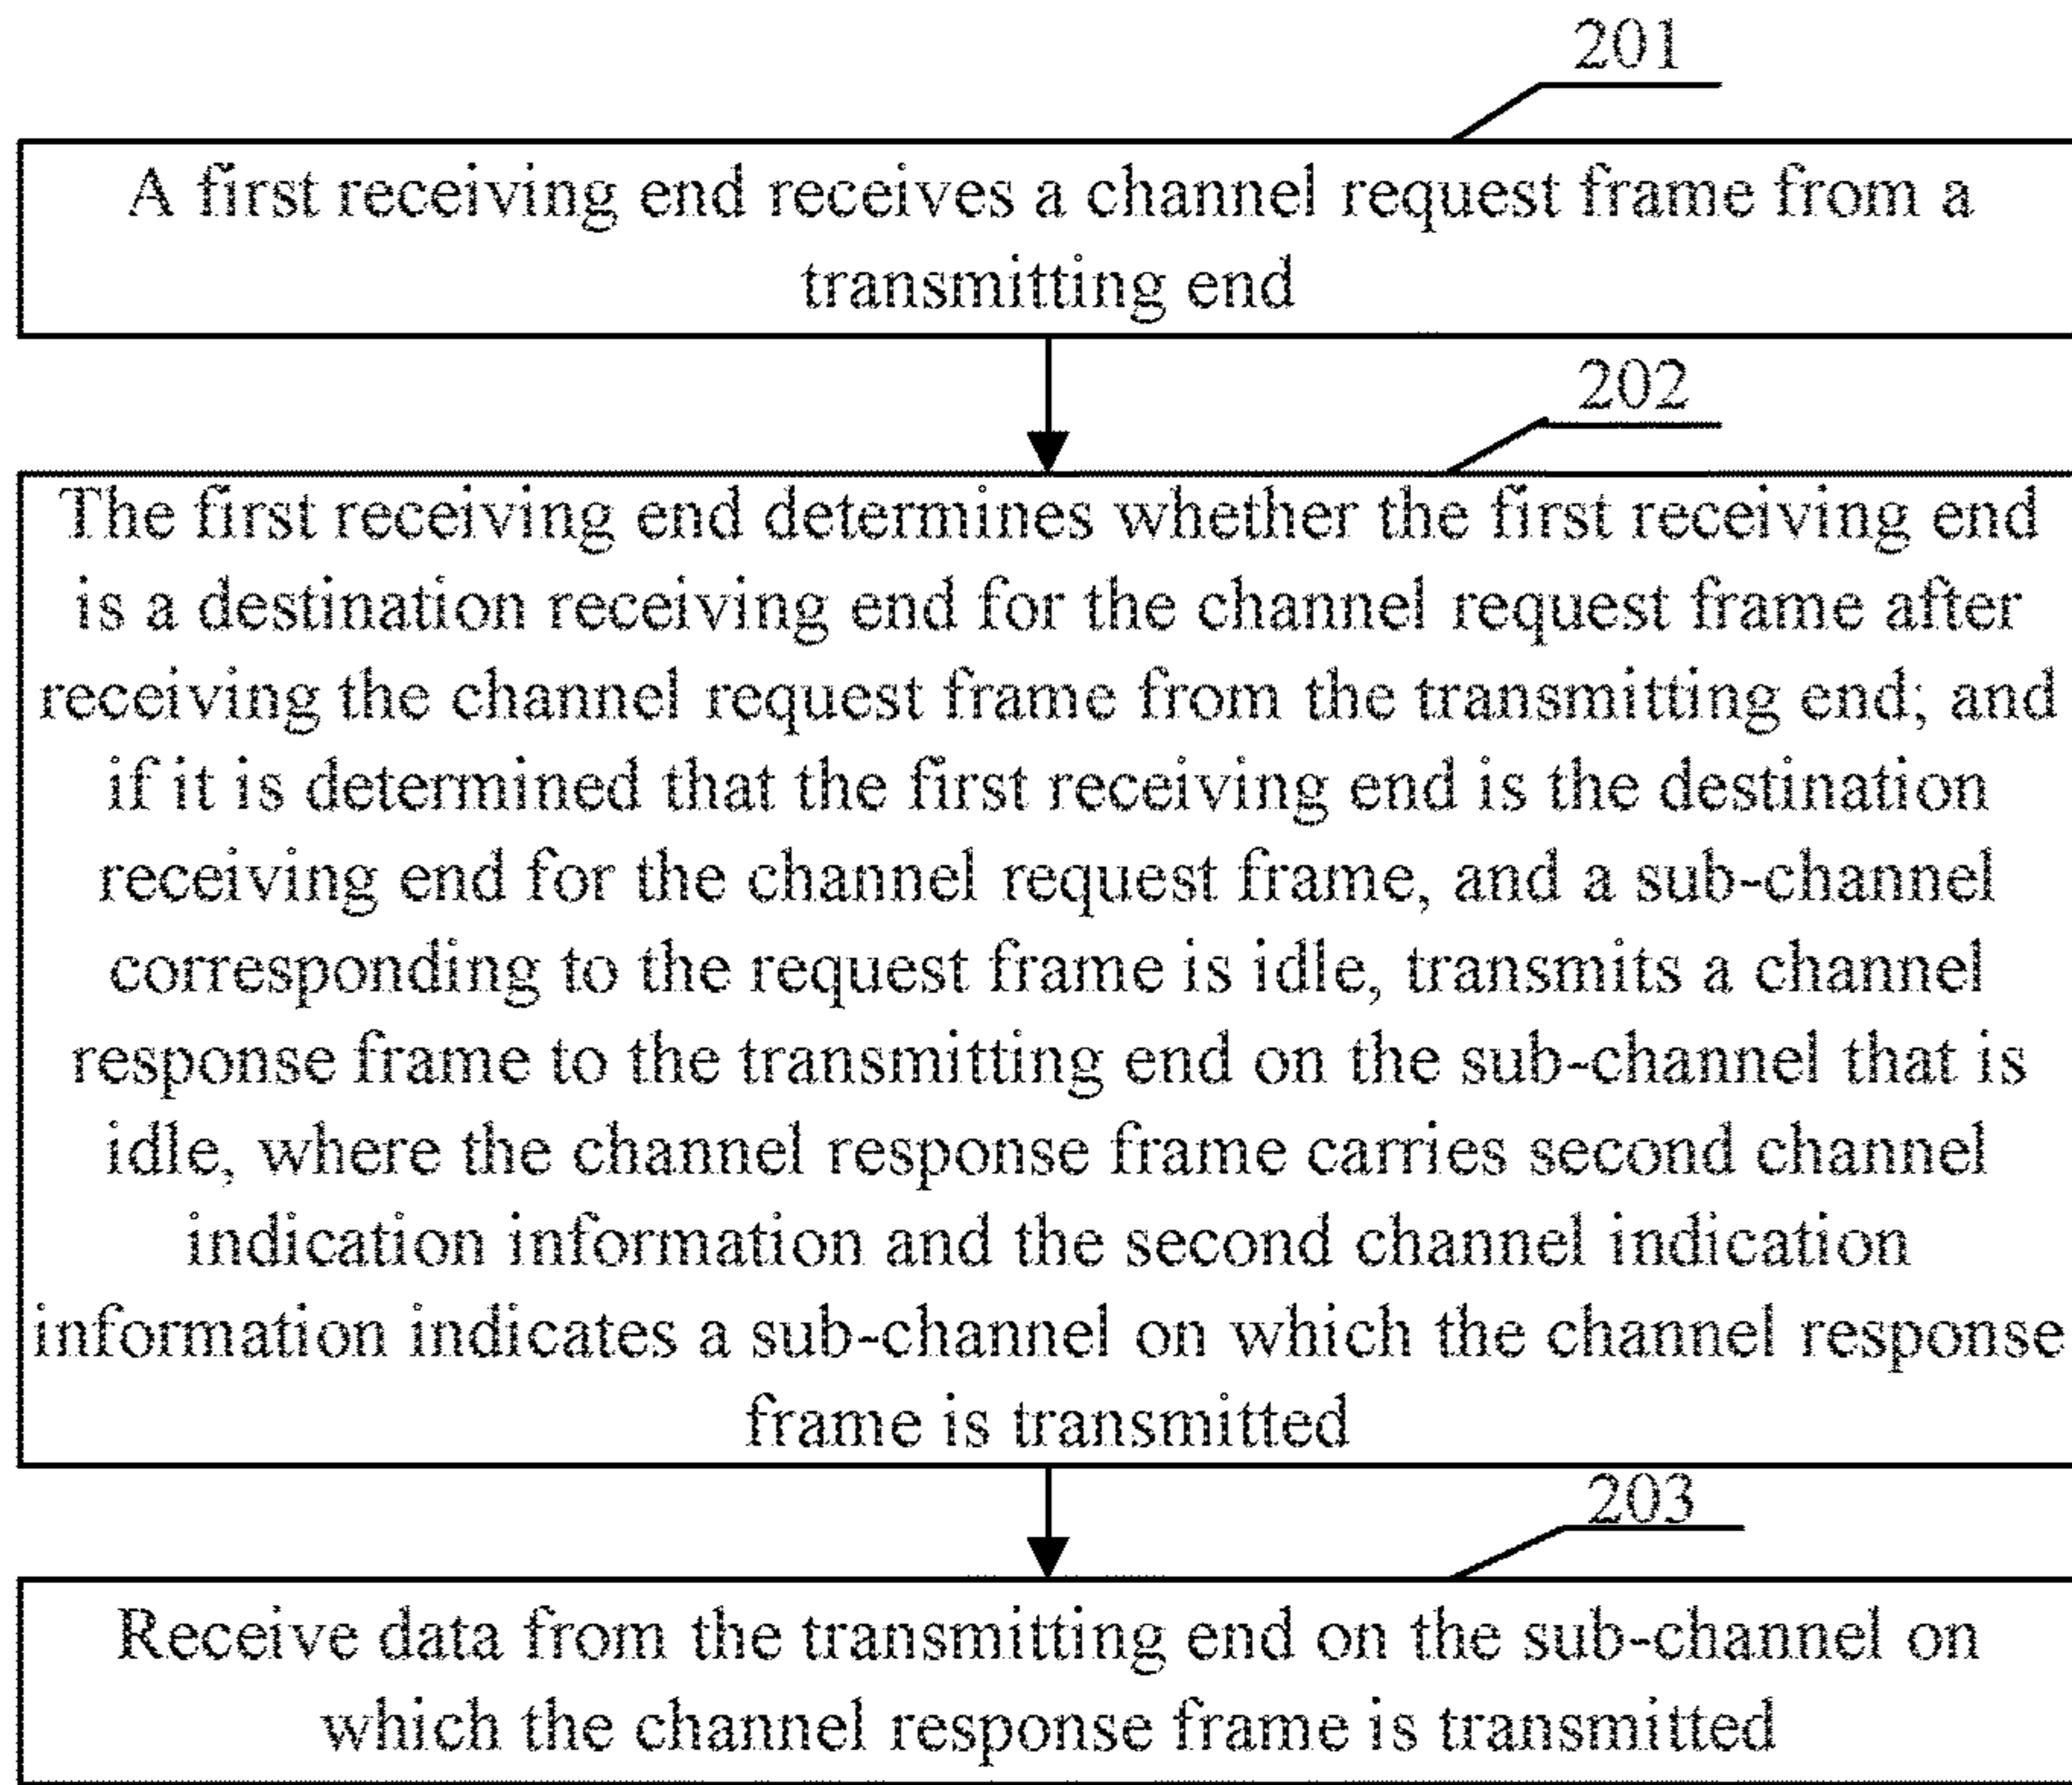 201
A first receiving end receives a channel request frame from a
transmitting end
202
The first receiving end determines whether the first receiving end
is a destination receiving end for the channel request frame after
receiving the channel request frame from the transmitting end; and
if it is determined that the first receiving end is the destination
receiving end for the channel request frame, and a sub-channel
corresponding to the request frame is idle, transmits a channel
response frame to the transmitting end on the sub-channel that is
idle, where the channel response frame carries second channel
indication information and the second channel indication
information indicates a sub-channel on which the channel response
frame is transmitted
203
Receive data from the transmitting end on the sub-channel on
which the channel response frame is transmitted